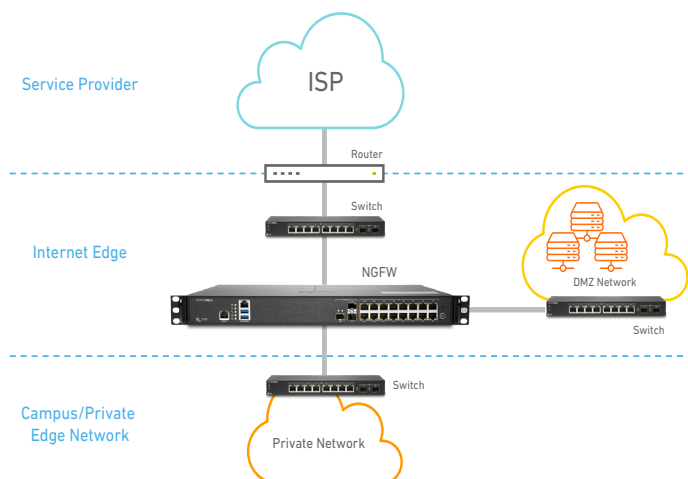 ISP
Service Provider
Router
Switch
Internet Edge
NGFW
DMZ Network
Switch
Switch
Campus/Private
Edge Network
Private Network